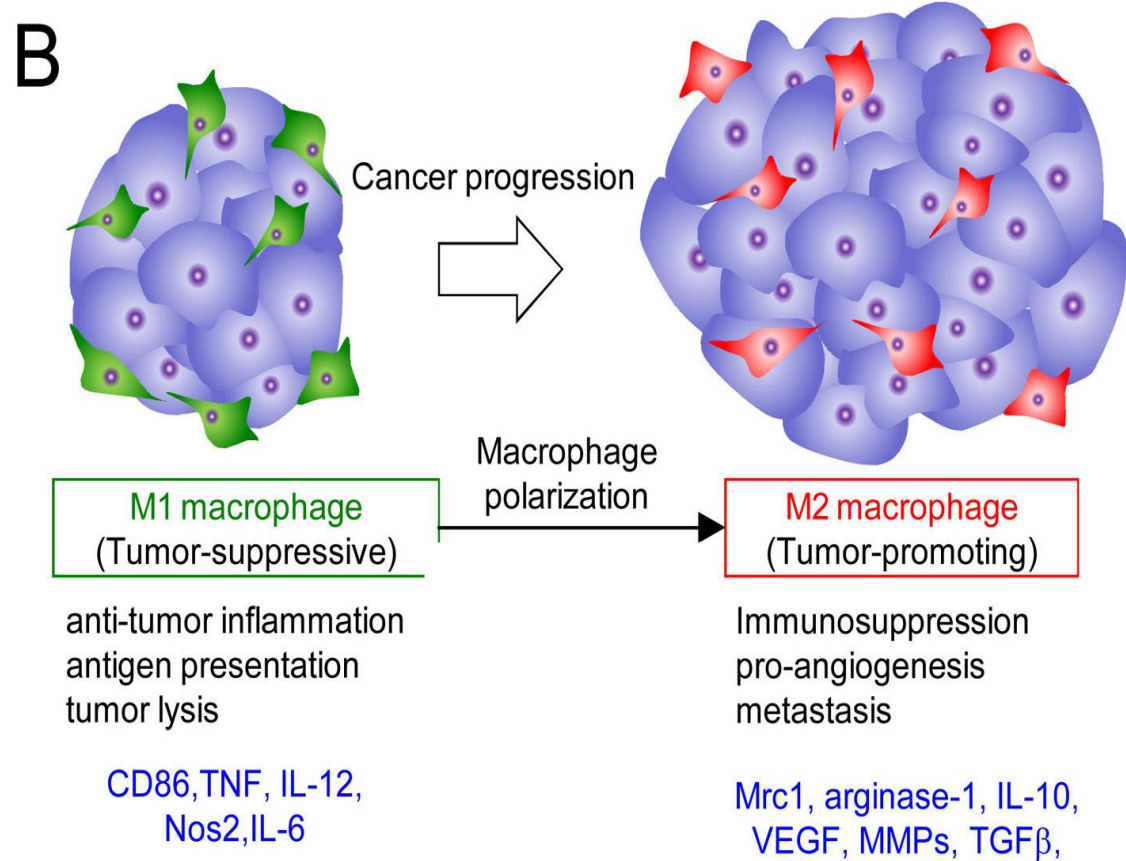 B
Cancer progression
Macrophage
polarization
M1 macrophage
(Tumor-suppressive)
M2 macrophage
(Tumor-promoting)
anti-tumor inflammation
antigen presentation
tumor lysis
Immunosuppression
pro-angiogenesis
metastasis
CD86,TNF, IL-12,
Nos2,IL-6
Mrc1, arginase-1, IL-10,
VEGF, MMPs, TGFβ,